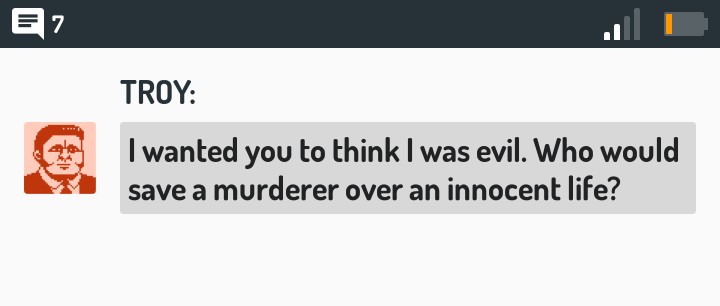 7
TROY:
I wanted you to think I was evil. Who would
save a murderer over an innocent life?